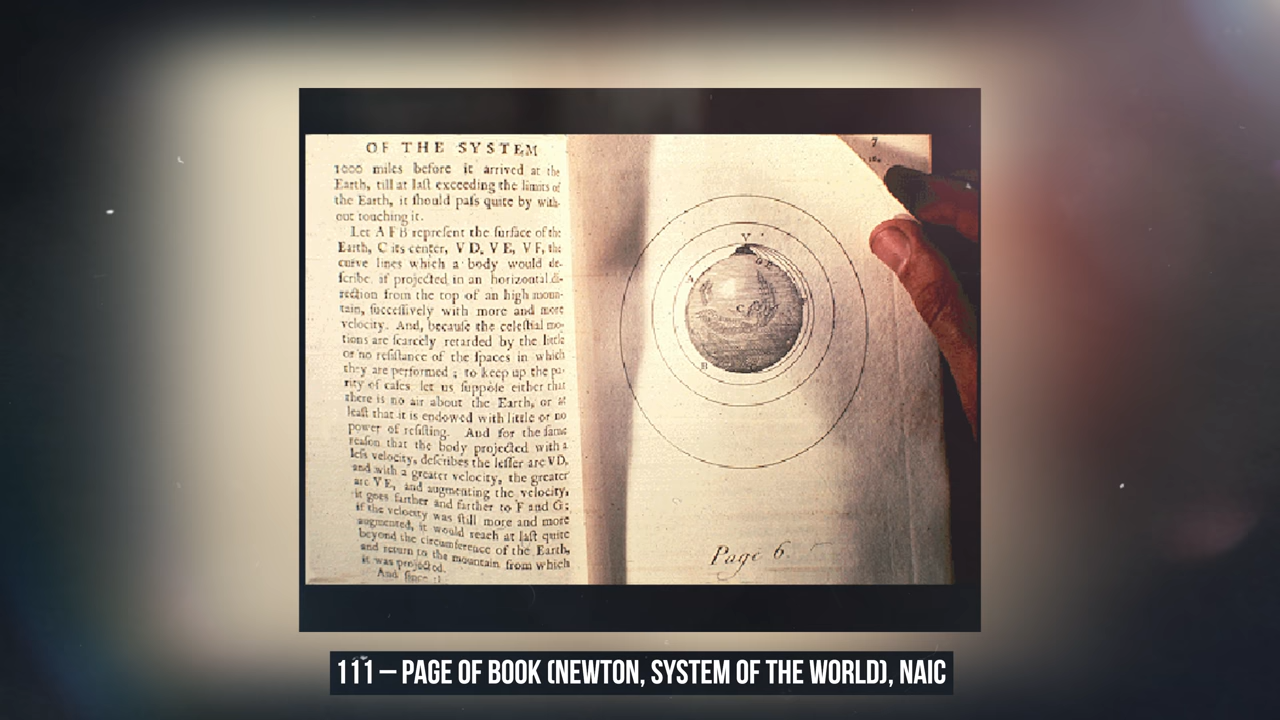 OF THE SYSTEM
1000 miles before it arrived at the
Earth, till at laſt exceeding the limits of
the Earth, it ſhould paſs quite by with-
out touching it.
Let A F B repreſent the ſurface of the
Earth, C its center, V D, V E, V F, the
curve lines which a body would de-
ſcribe, if projected in an horizontal di-
rection from the top of an high moun-
tain, ſucceſſively with more and more
velocity. And, becauſe the celeſtial mo-
tions are ſcarcely retarded by the little
or no reſiſtance of the ſpaces in which
they are performed; to keep up the pa-
rity of caſes, let us ſuppoſe either that
there is no air about the Earth, or at
leaſt that it is endowed with little or no
power of reſiſting. And for the ſame
reaſon that the body projected with a
leſs velocity, deſcribes the leſſer arc V D,
and with a greater velocity, the greater
arc V E, and augmenting the velocity,
it goes farther and farther to F and G;
if the velocity was ſtill more and more
augmented, it would reach at laſt quite
beyond the circumference of the Earth,
and return to the mountain from which
it was projected.
And ſince
7
V
A
C
B
Page 6.
111 – PAGE OF BOOK (NEWTON, SYSTEM OF THE WORLD), NAIC